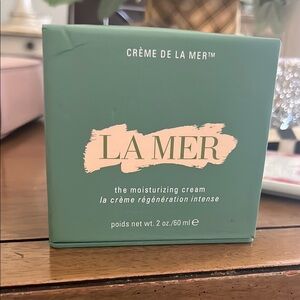 CRÈME DE LA MER™
LA MER
the moisturizing cream
la crème régénération intense
poids net wt. 2 oz./60 ml ℮